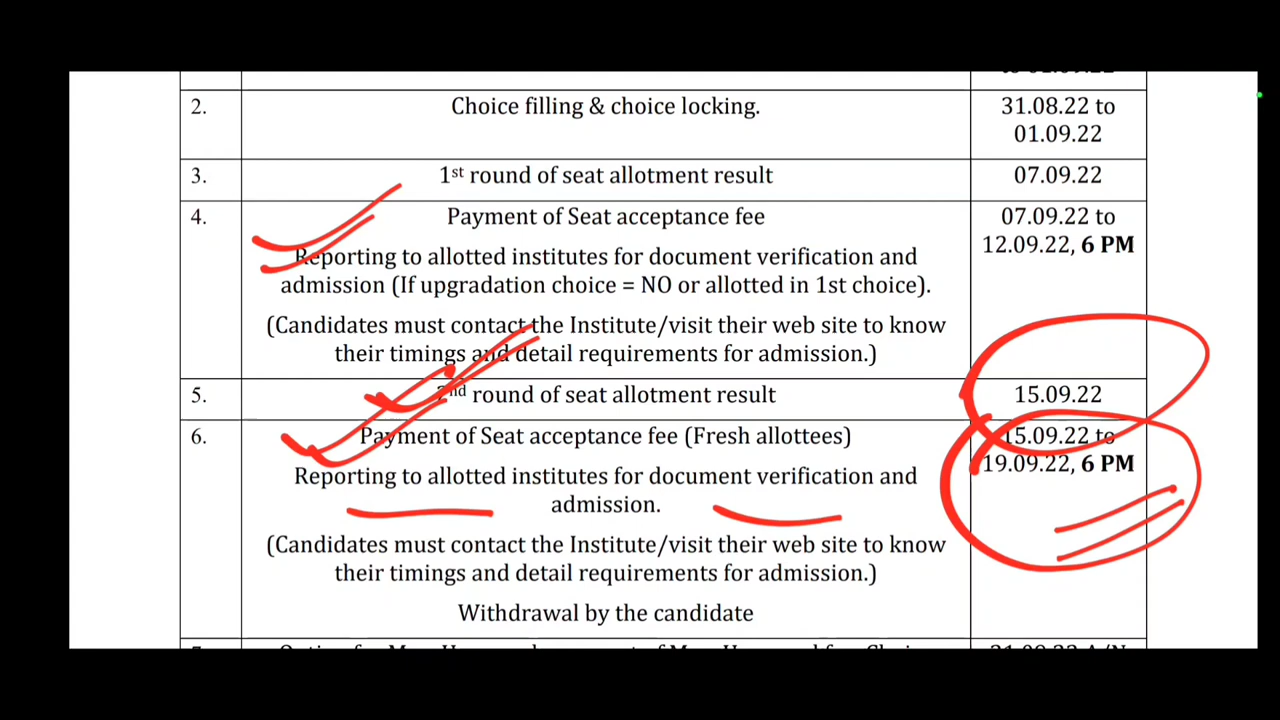 2.
Choice filling & choice locking.
31.08.22 to
01.09.22
3.
1st round of seat allotment result
07.09.22
4.
Payment of Seat acceptance fee
07.09.22 to
12.09.22, 6 PM
Reporting to allotted institutes for document verification and
admission (If upgradation choice = NO or allotted in 1st choice).
(Candidates must contact the Institute/visit their web site to know
their timings and detail requirements for admission.)
5.
2nd round of seat allotment result
15.09.22
6.
Payment of Seat acceptance fee (Fresh allottees)
15.09.22 to
19.09.22, 6 PM
Reporting to allotted institutes for document verification and
admission.
(Candidates must contact the Institute/visit their web site to know
their timings and detail requirements for admission.)
Withdrawal by the candidate